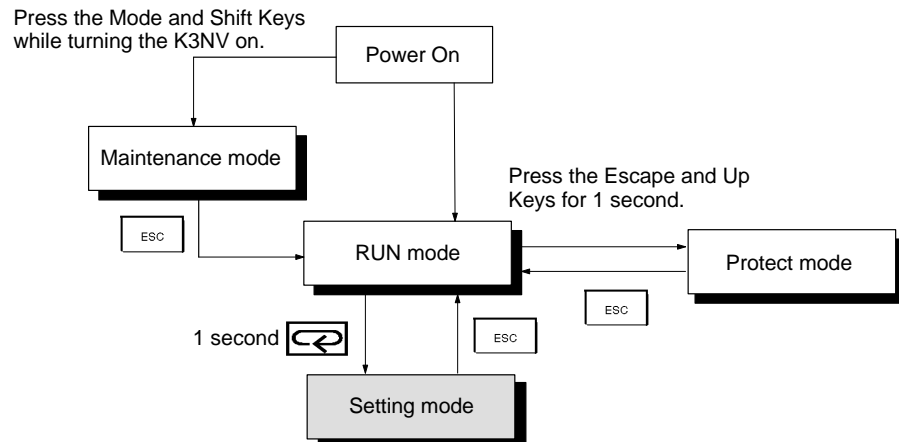 Press the Mode and Shift Keys
while turning the K3NV on.
Power On
Maintenance mode
Press the Escape and Up
Keys for 1 second.
ESC
RUN mode
Protect mode
ESC
1 second
ESC
Setting mode